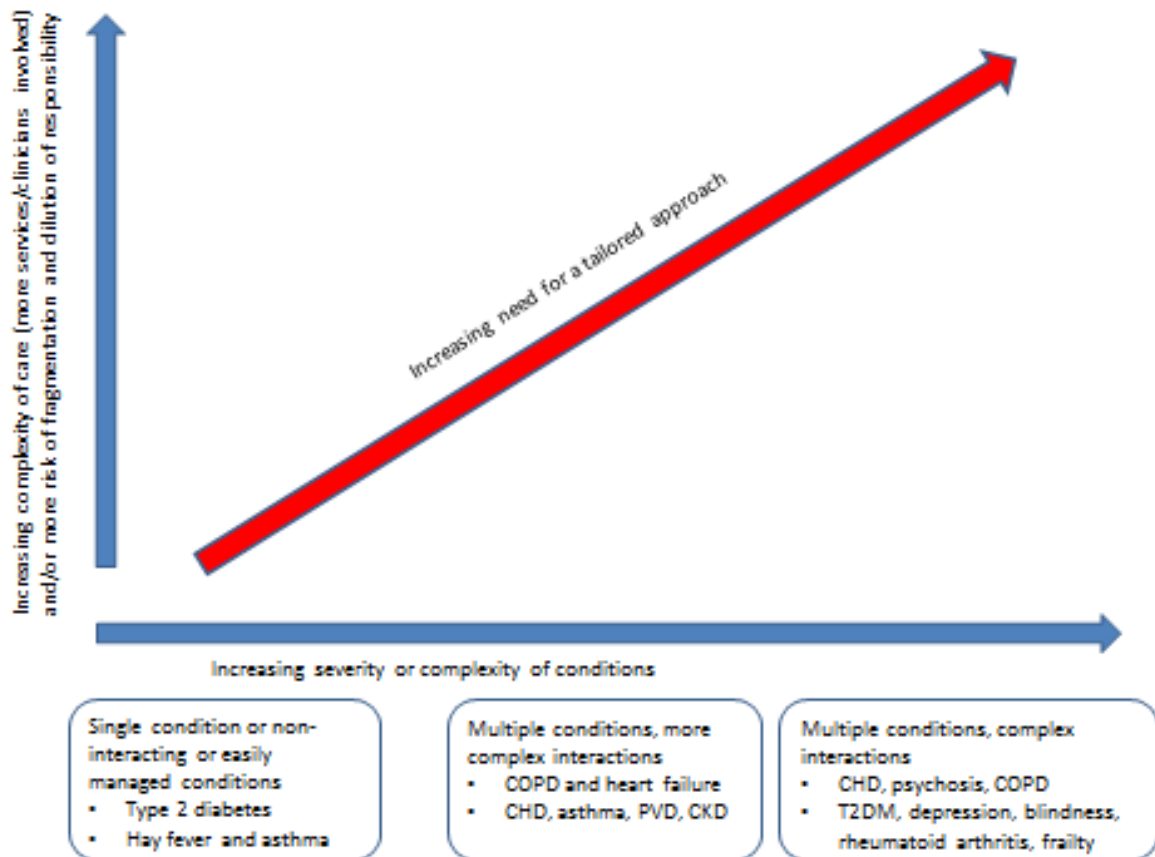 Increasing complexity of care (more services/clinicians involved)
and/or more risk of fragmentation and dilution of responsibility
Increasing need for a tailored approach
Increasing severity or complexity of conditions
Single condition or non-
interacting or easily
managed conditions
• Type 2 diabetes
• Hay fever and asthma
Multiple conditions, more
complex interactions
• COPD and heart failure
• CHD, asthma, PVD, CKD
Multiple conditions, complex
interactions
• CHD, psychosis, COPD
• T2DM, depression, blindness,
rheumatoid arthritis, frailty